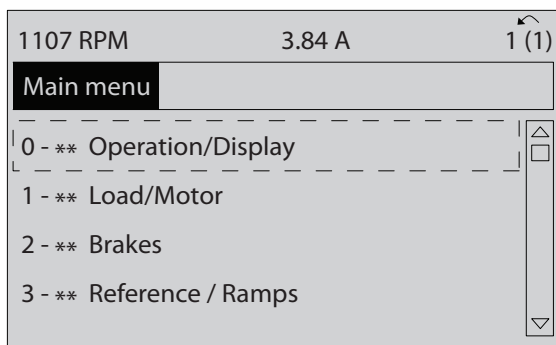 1107 RPM 3.84 A 1 (1)
Main menu
0 - ** Operation/Display
1 - ** Load/Motor
2 - ** Brakes
3 - ** Reference / Ramps